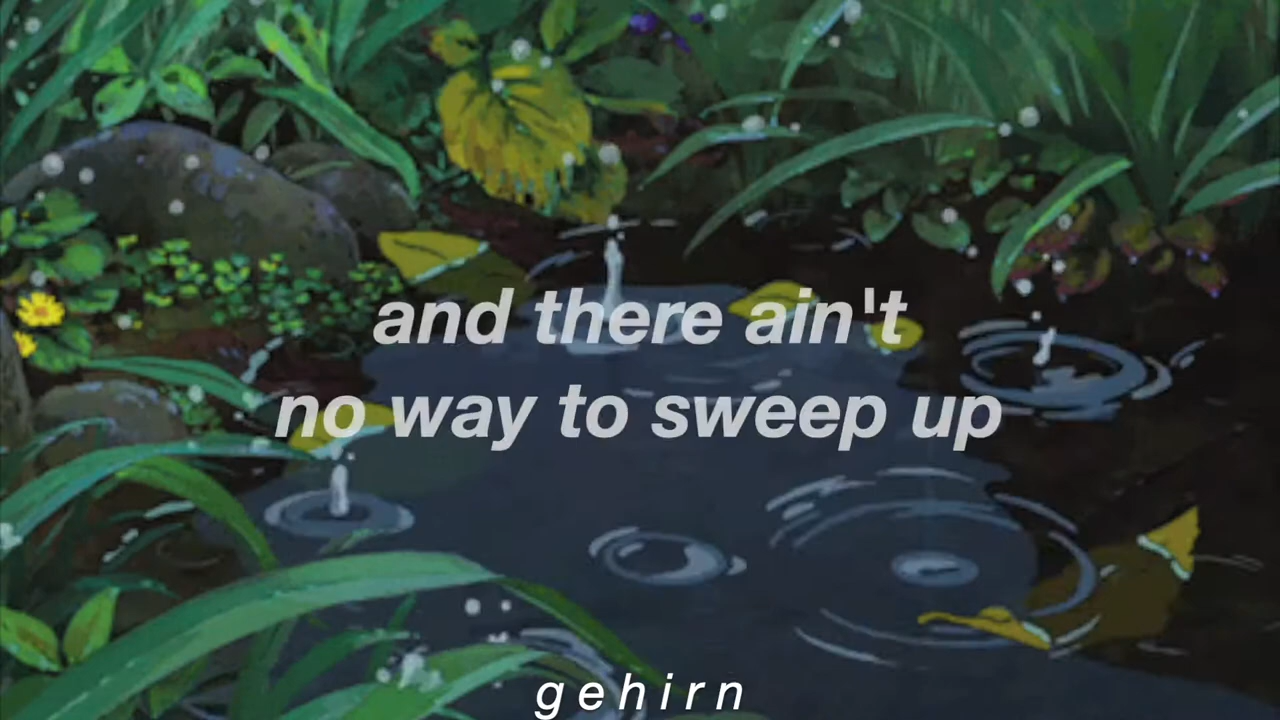 and there ain't
no way to sweep up
gehirn